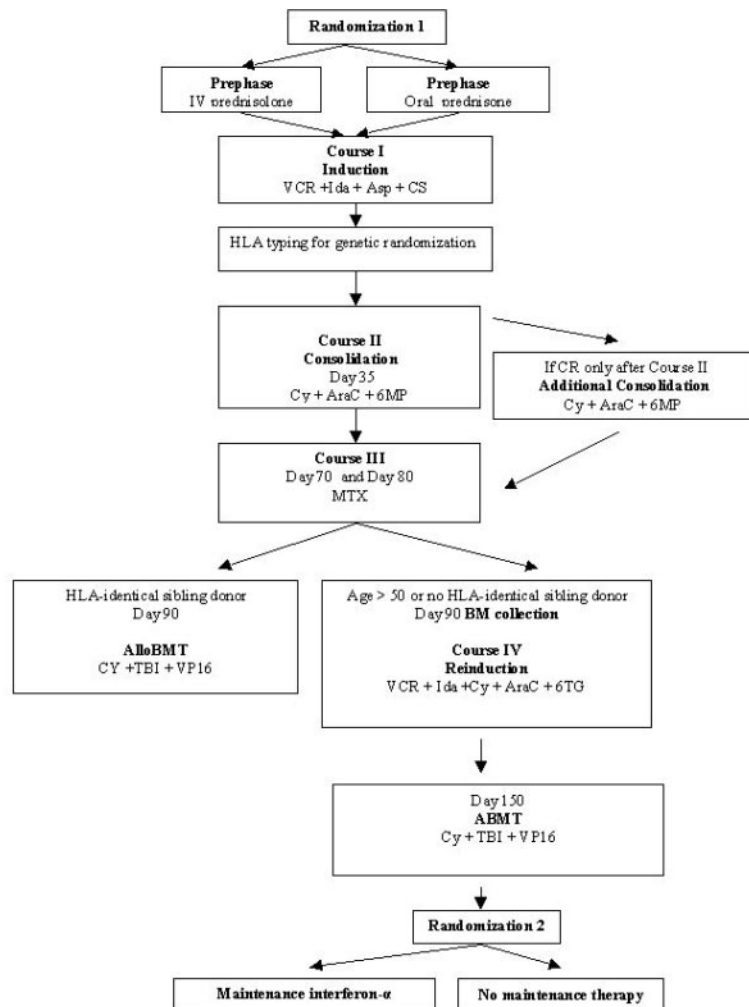 Randomization 1
Prephase
IV prednisolone
Prephase
Oral prednisone
Course I
Induction
VCR +Ida + Asp + CS
HLA typing for genetic randomization
Course II
Consolidation
Day 35
Cy + AraC + 6MP
If CR only after Course II
Additional Consolidation
Cy + AraC + 6MP
Course III
Day 70 and Day 80
MTX
HLA-identical sibling donor
Day 90
AlloBMT
CY +TBI + VP16
Age > 50 or no HLA-identical sibling donor
Day 90 BM collection
Course IV
Reinduction
VCR + Ida +Cy + AraC + 6TG
Day 150
ABMT
Cy + TBI + VP16
Randomization 2
Maintenance interferon-α
No maintenance therapy